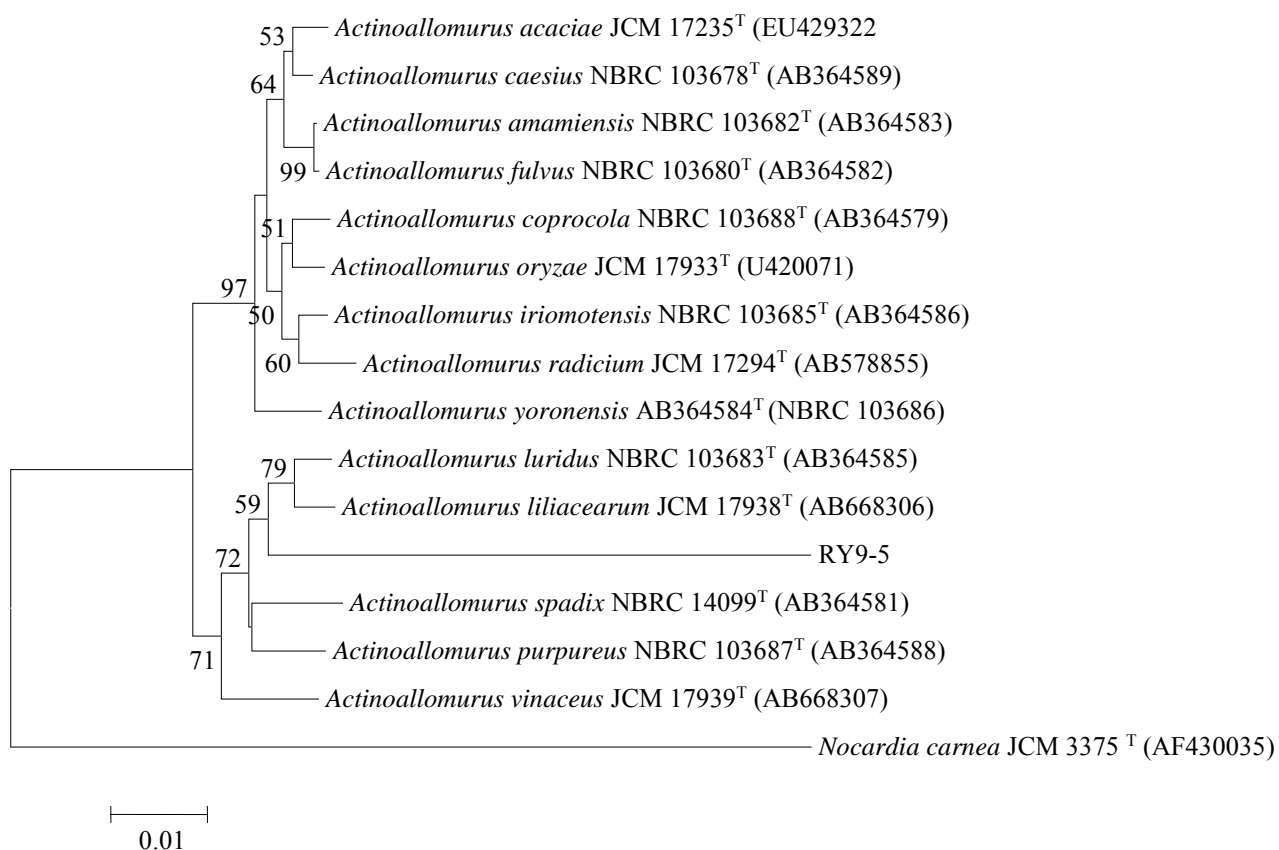 53
Actinoallomurus acaciae JCM 17235ᵀ (EU429322
Actinoallomurus caesius NBRC 103678ᵀ (AB364589)
64
Actinoallomurus amamiensis NBRC 103682ᵀ (AB364583)
99
Actinoallomurus fulvus NBRC 103680ᵀ (AB364582)
51
Actinoallomurus coprocola NBRC 103688ᵀ (AB364579)
Actinoallomurus oryzae JCM 17933ᵀ (U420071)
97
50
Actinoallomurus iriomotensis NBRC 103685ᵀ (AB364586)
60
Actinoallomurus radicium JCM 17294ᵀ (AB578855)
Actinoallomurus yoronensis AB364584ᵀ (NBRC 103686)
79
Actinoallomurus luridus NBRC 103683ᵀ (AB364585)
59
Actinoallomurus liliacearum JCM 17938ᵀ (AB668306)
72
RY9-5
Actinoallomurus spadix NBRC 14099ᵀ (AB364581)
71
Actinoallomurus purpureus NBRC 103687ᵀ (AB364588)
Actinoallomurus vinaceus JCM 17939ᵀ (AB668307)
Nocardia carnea JCM 3375 ᵀ (AF430035)
0.01